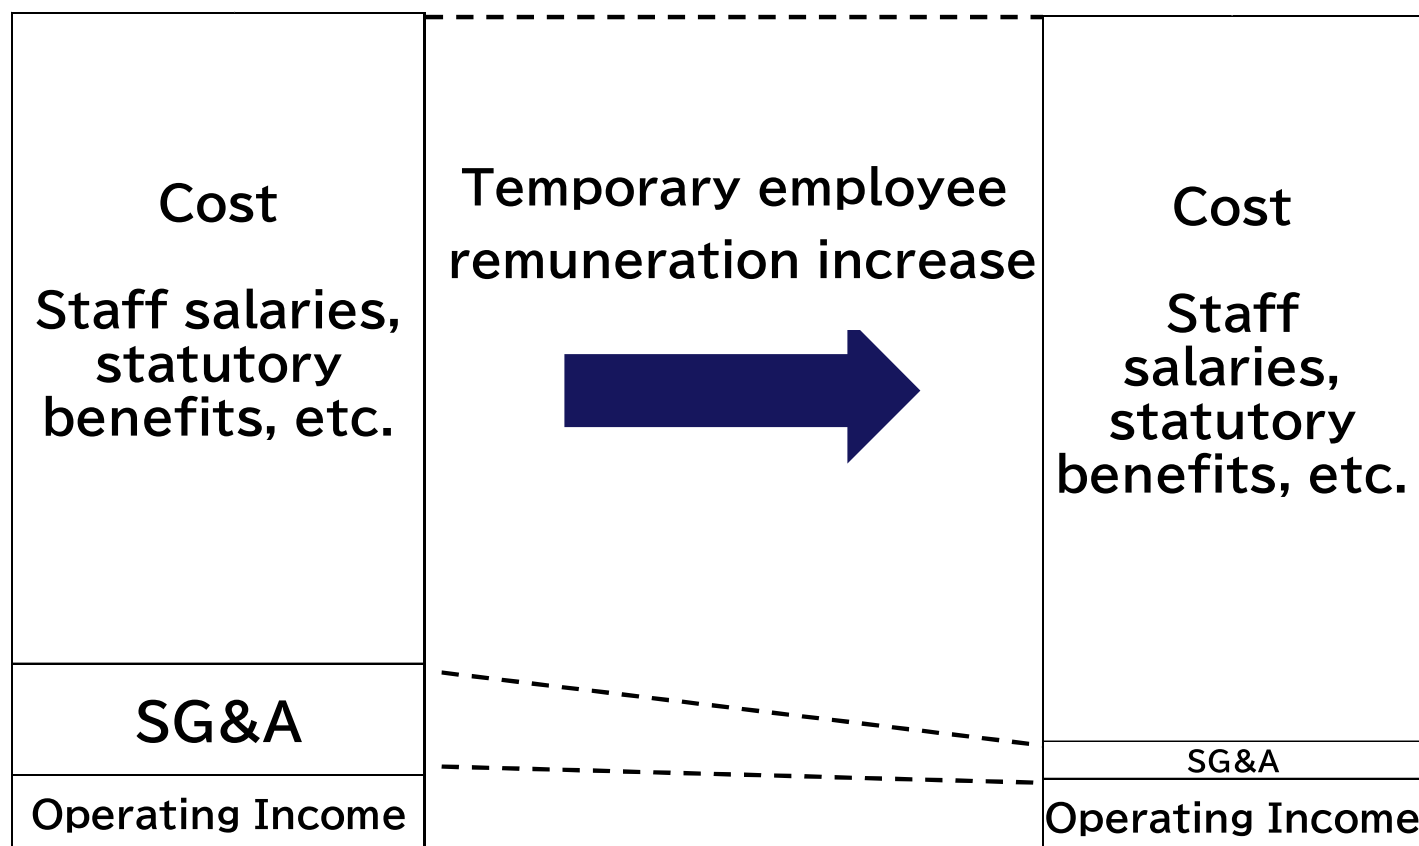 Cost
Staff salaries,
statutory
benefits, etc.
SG&A
Operating Income
Temporary employee
remuneration increase
Cost
Staff
salaries,
statutory
benefits, etc.
SG&A
Operating Income